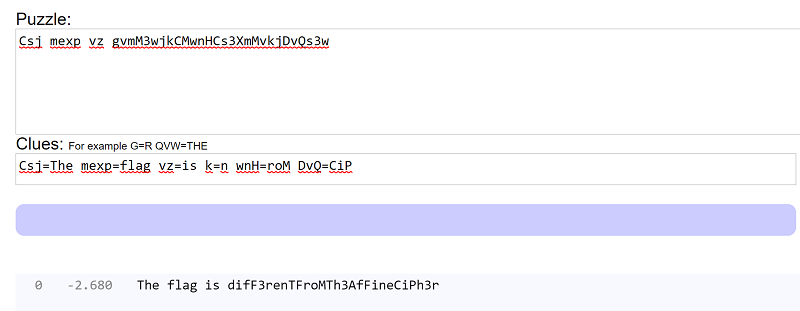 Puzzle:
Csj mexp vz gvmM3wjkCMwnHCs3XmMvkjDvQs3w
Clues: For example G=R QVW=THE
Csj=The mexp=flag vz=is k=n wnH=roM DvQ=CiP
0 -2.680 The flag is difF3renTFroMTh3AfFineCiPh3r